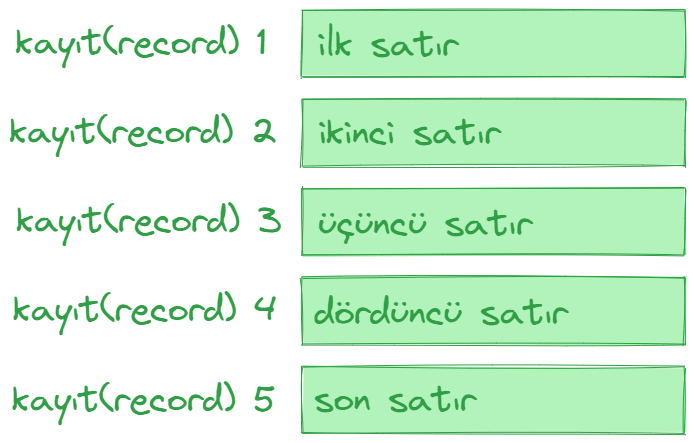 kayıt(record) 1 ilk satır
kayıt(record) 2 ikinci satır
kayıt(record) 3 üçüncü satır
kayıt(record) 4 dördüncü satır
kayıt(record) 5 son satır